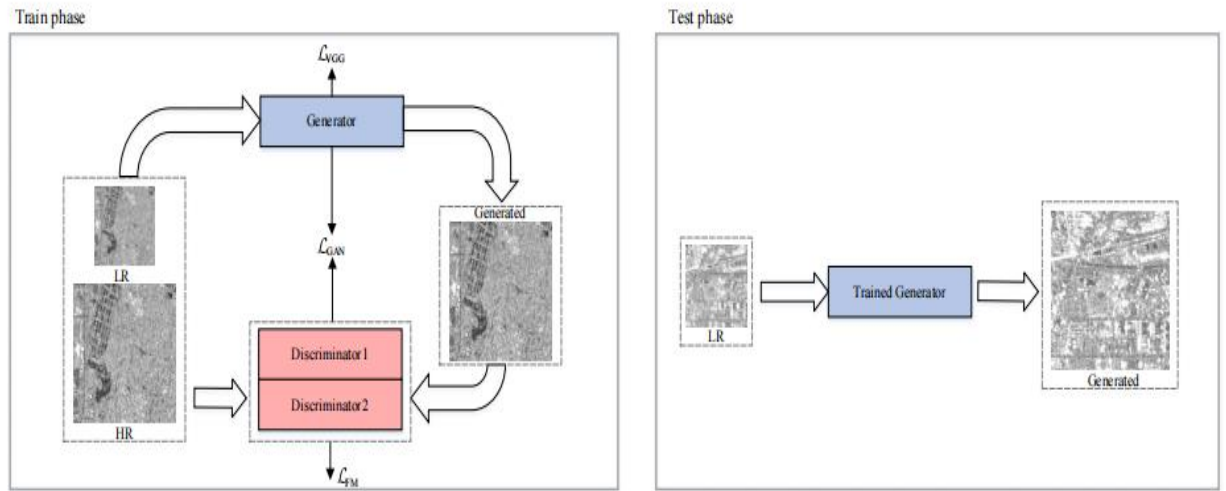 Train phase
ℒVGG
Generator
Generated
LR
ℒGAN
Discriminator1
Discriminator2
HR
ℒFM
Test phase
LR
Trained Generator
Generated